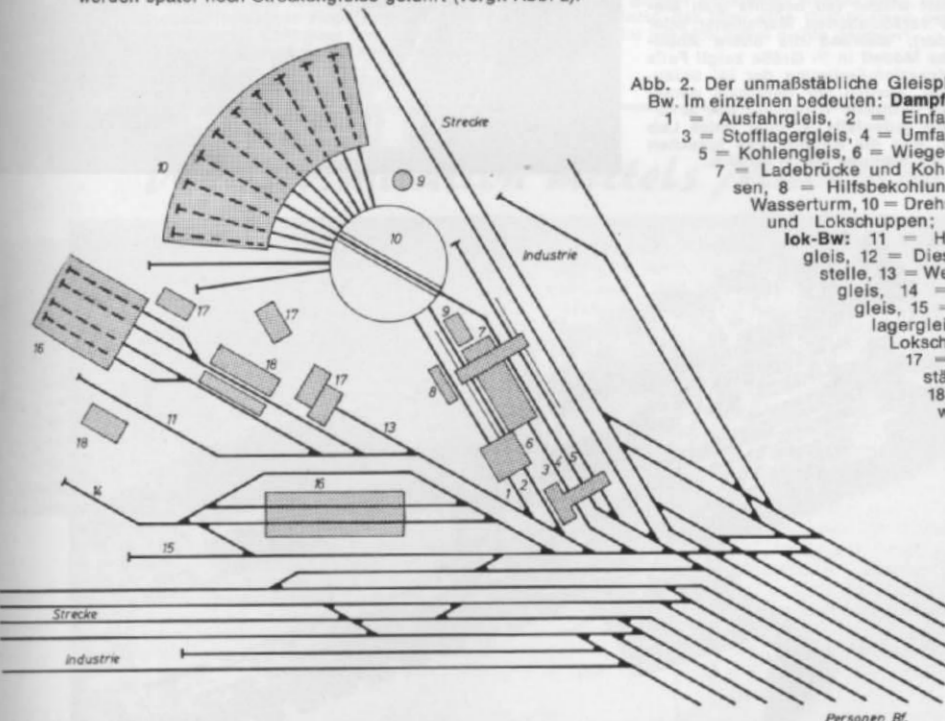 werden später noch Streckengleise geführt (vergl. Abb. 2).
Abb. 2. Der unmaßstäbliche Gleispl
Bw. Im einzelnen bedeuten: Dampf
1 = Ausfahrgleis, 2 = Einfa
3 = Stofflagergleis, 4 = Umfa
5 = Kohlengleis, 6 = Wiege
7 = Ladebrücke und Koh
sen, 8 = Hilfsbekohlun
Wasserturm, 10 = Dreh
und Lokschuppen;
lok-Bw: 11 = H
gleis, 12 = Dies
stelle, 13 = We
gleis, 14 =
gleis, 15 =
lagerglei
Loksch
17 =
stä
18
w
Strecke
10
9
10
Industrie
17
17
9
7
16
18
17
8
18
11
13
6
5
4
3
2
1
14
16
15
Strecke
Industrie
Personen Bf.